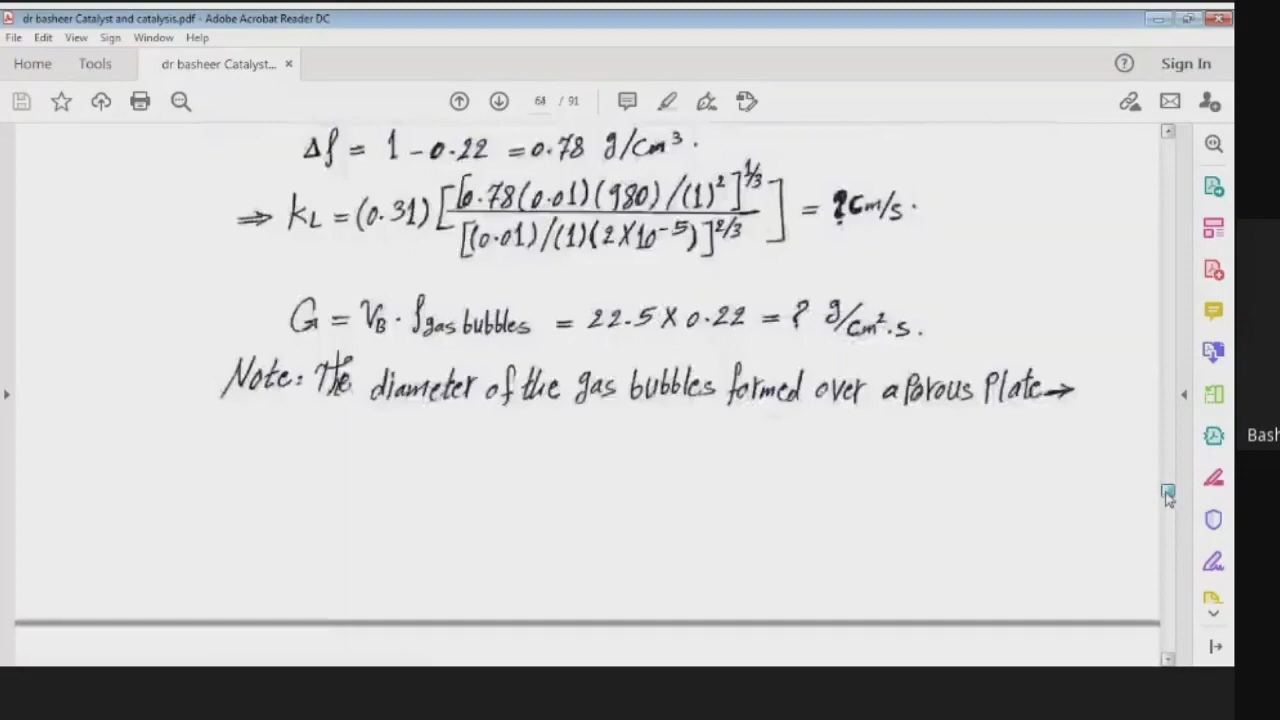 dr basheer Catalyst and catalysis.pdf - Adobe Acrobat Reader DC
File Edit View Sign Window Help
Home Tools dr basheer Catalyst... × Sign In
64 / 91
Δρ = 1 - 0.22 = 0.78 g/cm³.
⇒ kL = (0.31) [ [0.78(0.01)(980)/(1)²]^1/3 / [(0.01)/(1)(2×10⁻⁵)]^2/3 ] = ? cm/s.
G = VB . ρgas bubbles = 22.5 × 0.22 = ? g/cm².s.
Note: The diameter of the gas bubbles formed over a Porous Plate →
Bash